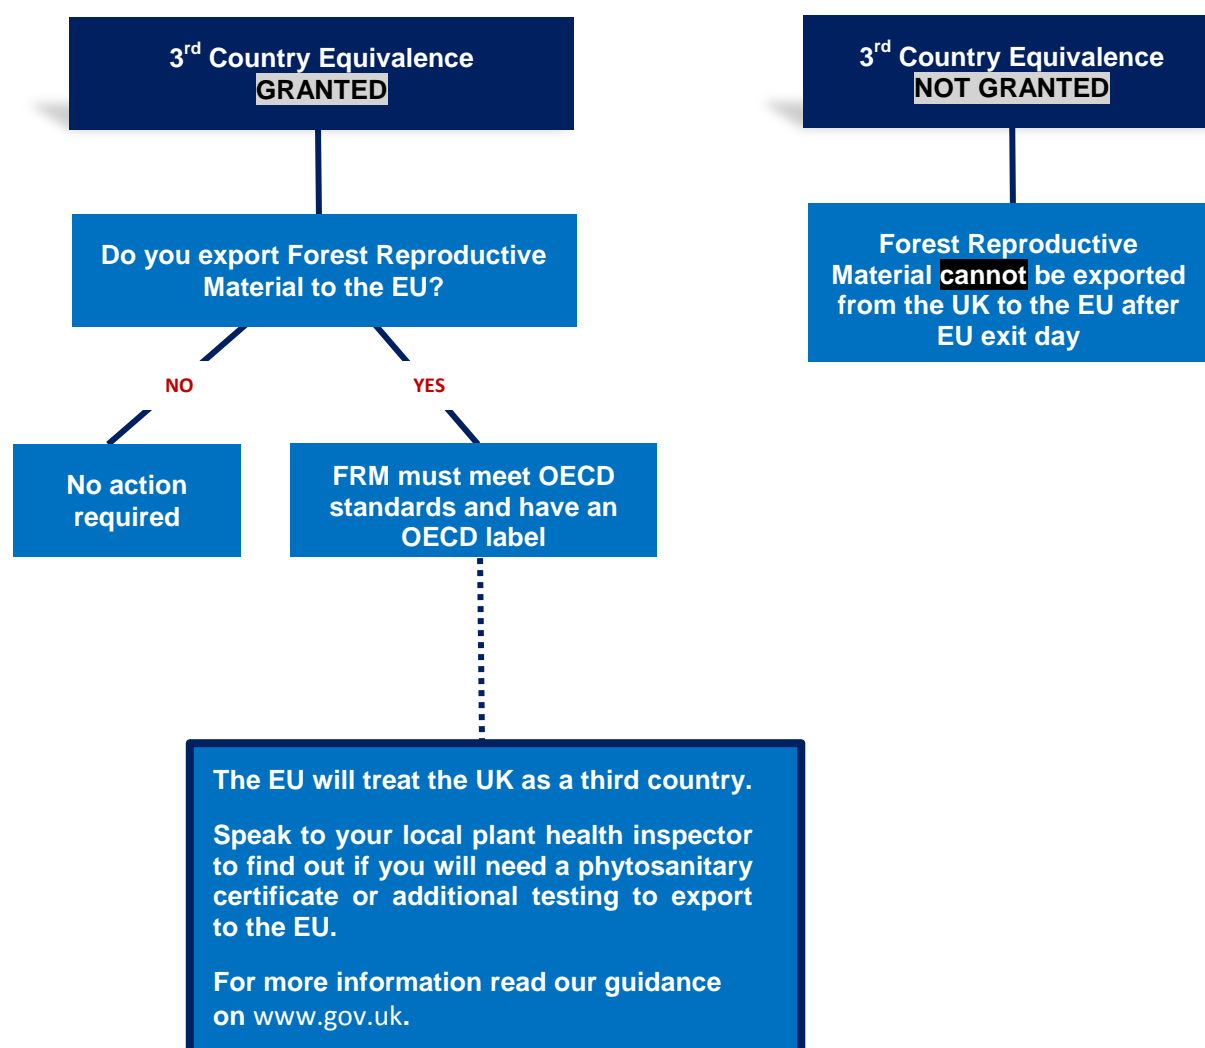 3rd Country Equivalence
GRANTED
Do you export Forest Reproductive
Material to the EU?
NO
YES
No action
required
FRM must meet OECD
standards and have an
OECD label
The EU will treat the UK as a third country.
Speak to your local plant health inspector
to find out if you will need a phytosanitary
certificate or additional testing to export
to the EU.
For more information read our guidance
on www.gov.uk.
3rd Country Equivalence
NOT GRANTED
Forest Reproductive
Material cannot be exported
from the UK to the EU after
EU exit day